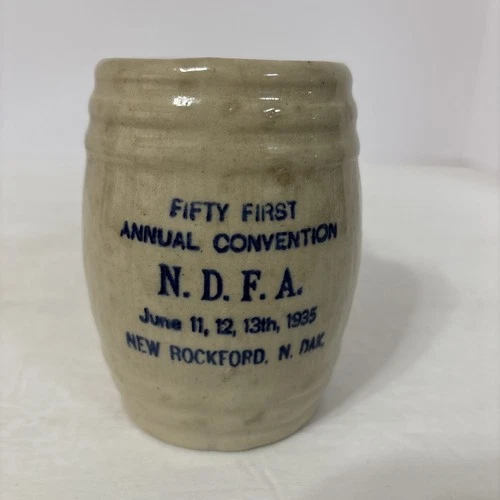 FIFTY FIRST
ANNUAL CONVENTION
N. D. F. A.
June 11, 12, 13th, 1935
NEW ROCKFORD, N. DAK.